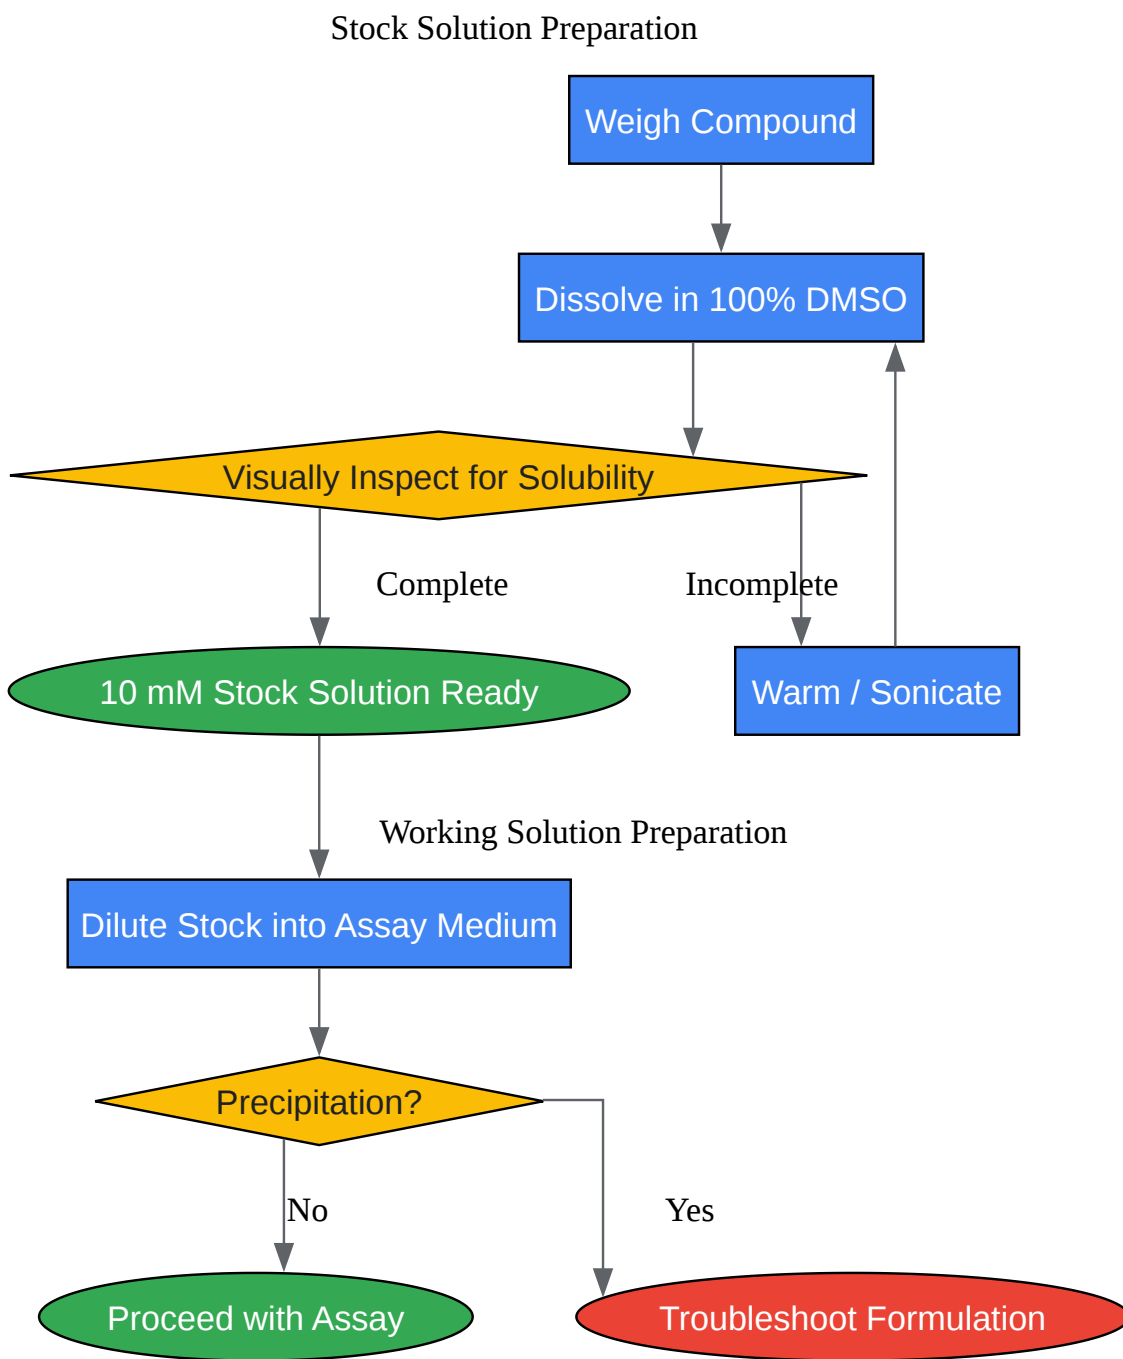 Stock Solution Preparation
Weigh Compound
Dissolve in 100% DMSO
Visually Inspect for Solubility
Complete
Incomplete
10 mM Stock Solution Ready
Warm / Sonicate
Working Solution Preparation
Dilute Stock into Assay Medium
Precipitation?
No
Yes
Proceed with Assay
Troubleshoot Formulation